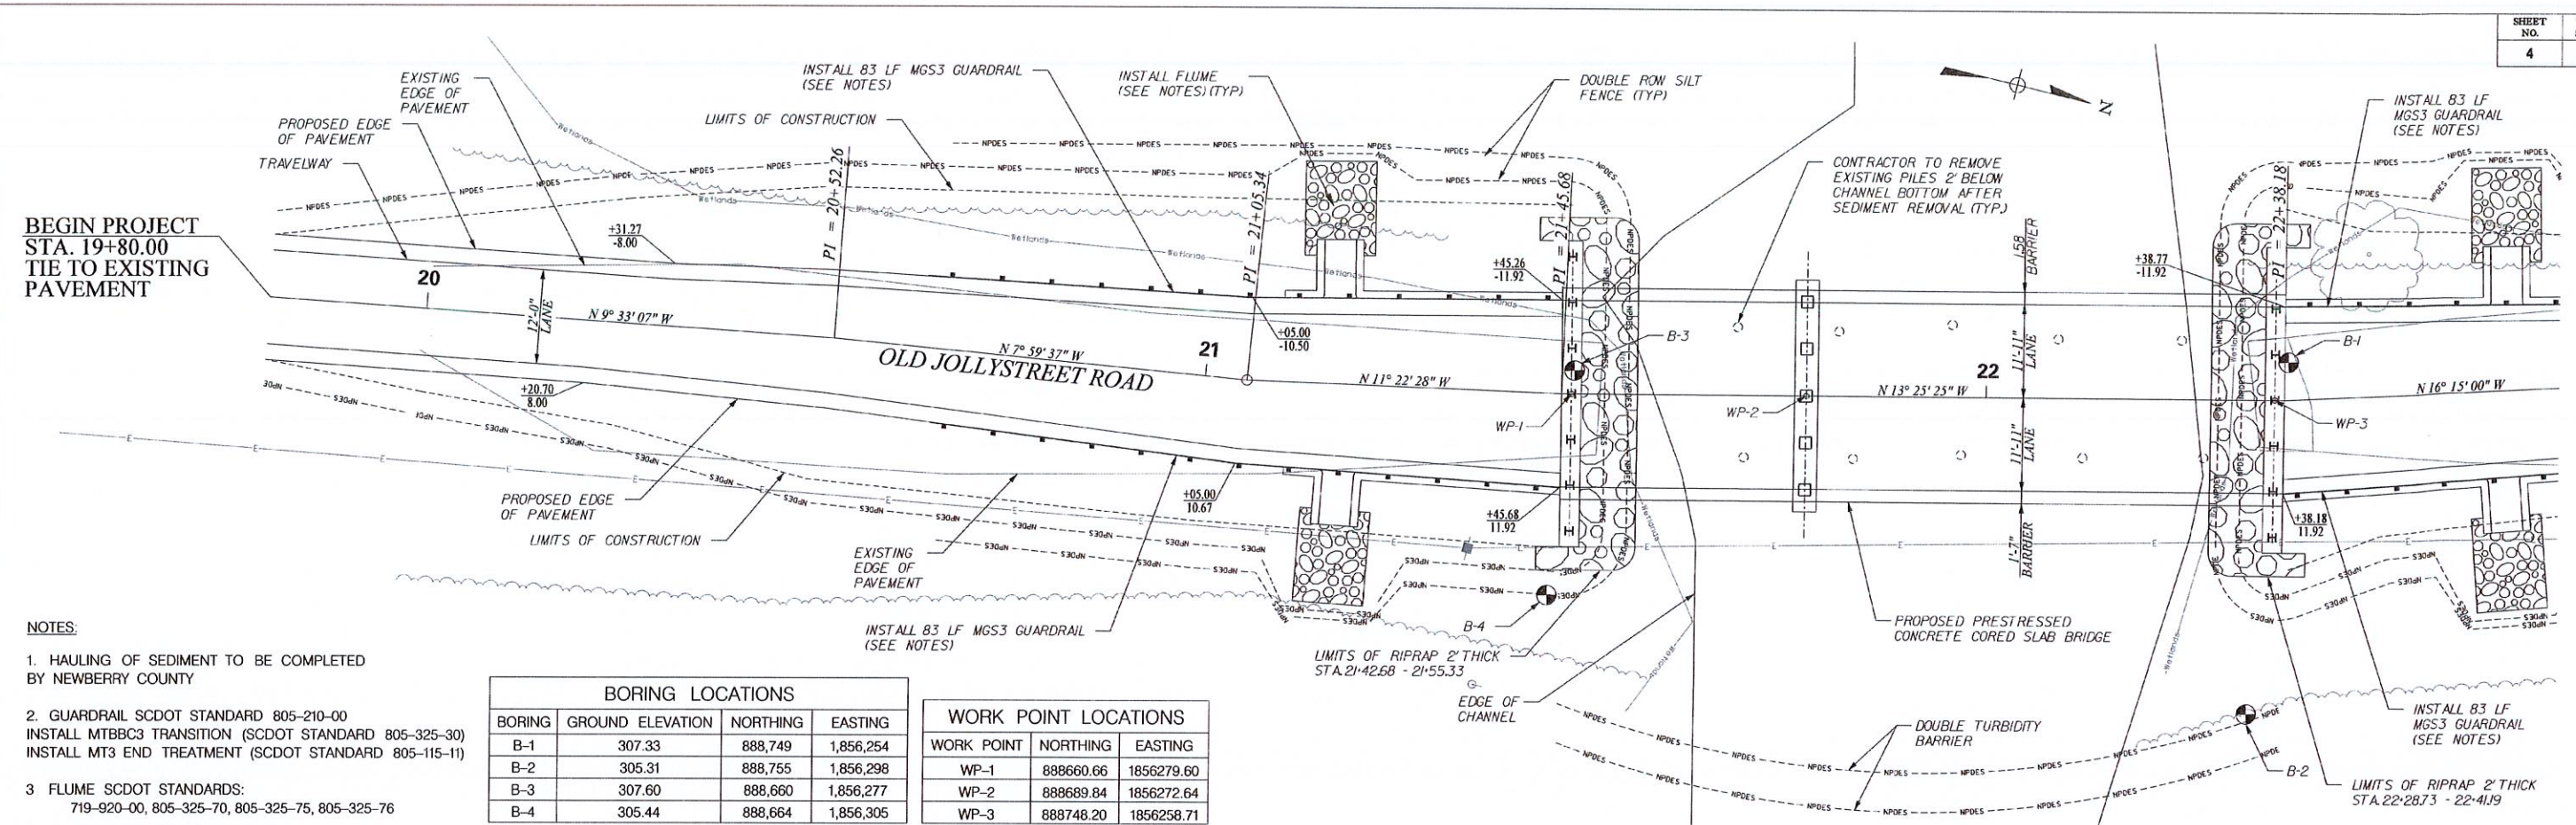 SHEET
NO.
4
EXISTING
EDGE OF
PAVEMENT
PROPOSED EDGE
OF PAVEMENT
TRAVELWAY
INSTALL 83 LF MGS3 GUARDRAIL
(SEE NOTES)
LIMITS OF CONSTRUCTION
INSTALL FLUME
(SEE NOTES) (TYP)
DOUBLE ROW SILT
FENCE (TYP)
CONTRACTOR TO REMOVE
EXISTING PILES 2' BELOW
CHANNEL BOTTOM AFTER
SEDIMENT REMOVAL (TYP.)
N
INSTALL 83 LF
MGS3 GUARDRAIL
(SEE NOTES)
BEGIN PROJECT
STA. 19+80.00
TIE TO EXISTING
PAVEMENT
20
12'-0"
LANE
N 9° 33' 07" W
+31.27
-8.00
PI = 20+52.26
PI = 21+05.34
PI = 21+45.68
PI = 22+38.18
+20.70
8.00
N 7° 59' 37" W
OLD JOLLYSTREET ROAD
21
+05.00
-10.50
N 11° 22' 28" W
+45.26
-11.92
B-3
WP-1
WP-2
1.58'
BARRIER
11'-11"
LANE
22
N 13° 25' 25" W
11'-11"
LANE
1'-7"
BARRIER
+38.77
-11.92
B-1
N 16° 15' 00" W
WP-3
+38.18
11.92
+05.00
10.67
+45.68
11.92
PROPOSED EDGE
OF PAVEMENT
LIMITS OF CONSTRUCTION
EXISTING
EDGE OF
PAVEMENT
INSTALL 83 LF MGS3 GUARDRAIL
(SEE NOTES)
B-4
LIMITS OF RIPRAP 2' THICK
STA.21+42.68 - 21+55.33
EDGE OF
CHANNEL
PROPOSED PRESTRESSED
CONCRETE CORED SLAB BRIDGE
DOUBLE TURBIDITY
BARRIER
INSTALL 83 LF
MGS3 GUARDRAIL
(SEE NOTES)
B-2
LIMITS OF RIPRAP 2' THICK
STA.22+28.73 - 22+41.19
NOTES:
1. HAULING OF SEDIMENT TO BE COMPLETED
BY NEWBERRY COUNTY
2. GUARDRAIL SCDOT STANDARD 805-210-00
INSTALL MTBBC3 TRANSITION (SCDOT STANDARD 805-325-30)
INSTALL MT3 END TREATMENT (SCDOT STANDARD 805-115-11)
3 FLUME SCDOT STANDARDS:
719-920-00, 805-325-70, 805-325-75, 805-325-76
BORING LOCATIONS
BORING GROUND ELEVATION NORTHING EASTING
B-1 307.33 888,749 1,856,254
B-2 305.31 888,755 1,856,298
B-3 307.60 888,660 1,856,277
B-4 305.44 888,664 1,856,305
WORK POINT LOCATIONS
WORK POINT NORTHING EASTING
WP-1 888660.66 1856279.60
WP-2 888689.84 1856272.64
WP-3 888748.20 1856258.71